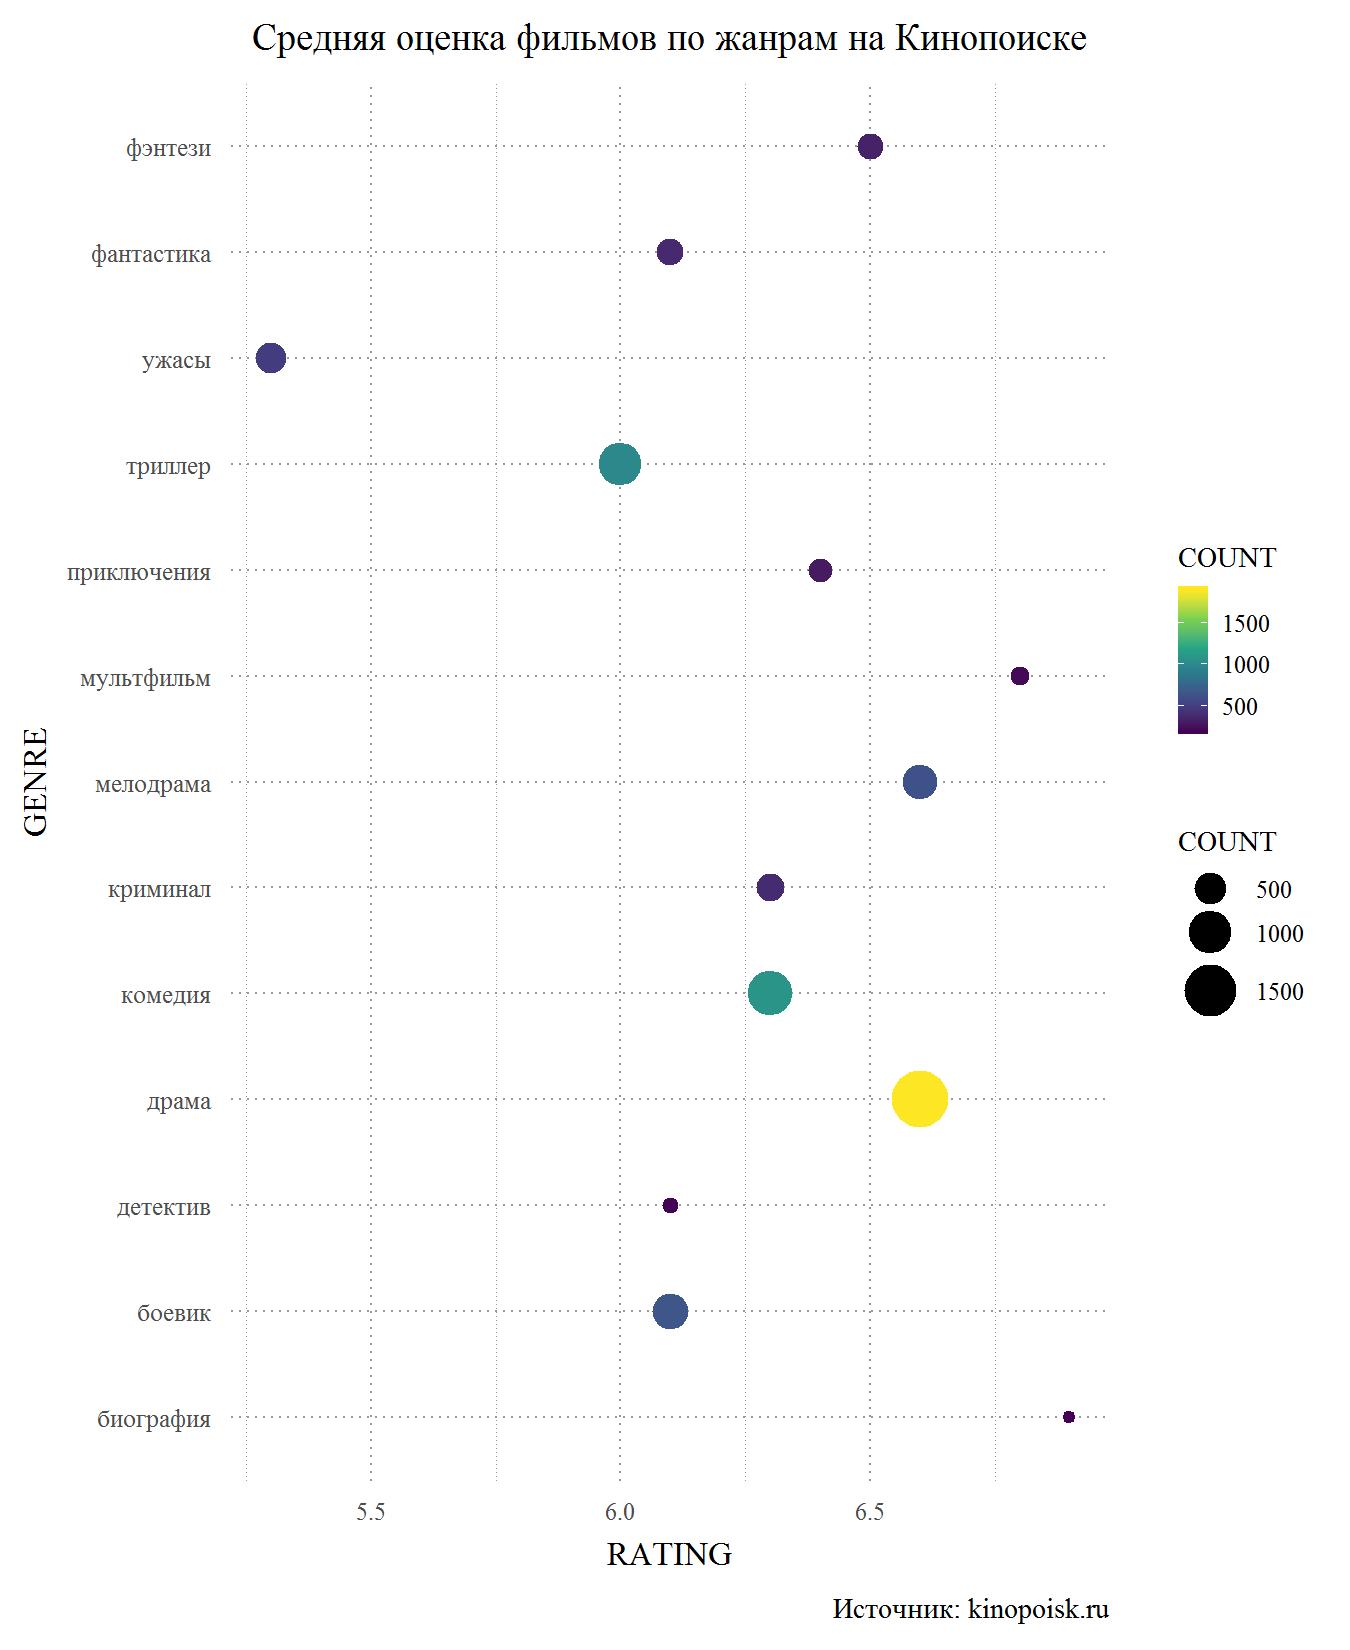 Средняя оценка фильмов по жанрам на Кинопоиске
фэнтези
фантастика
ужасы
триллер
приключения
мультфильм
мелодрама
криминал
комедия
драма
детектив
боевик
биография
GENRE
5.5 6.0 6.5
RATING
COUNT
1500
1000
500
COUNT
500
1000
1500
Источник: kinopoisk.ru